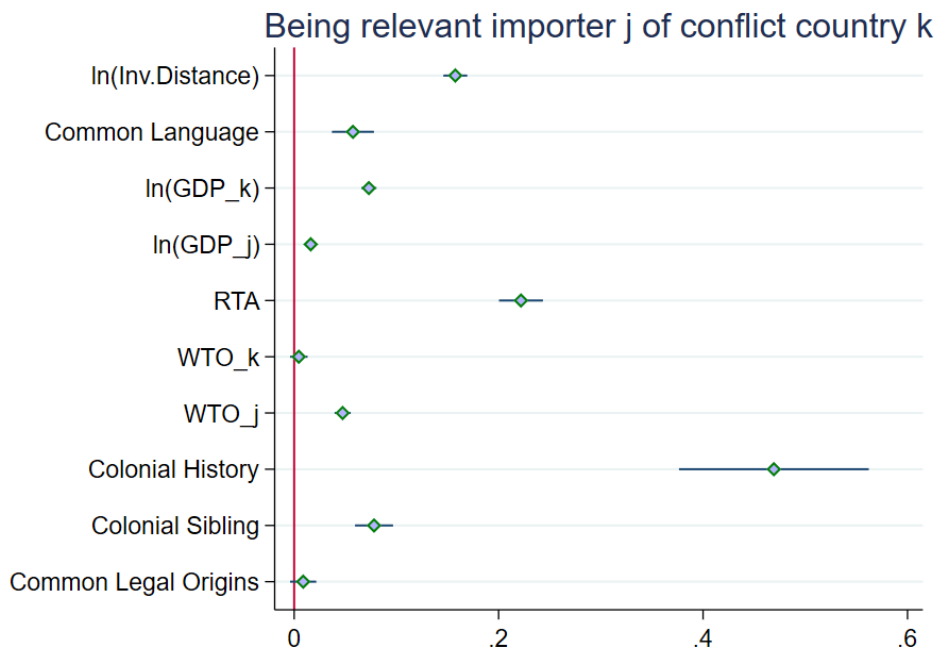 Being relevant importer j of conflict country k
ln(Inv.Distance)
Common Language
ln(GDP_k)
ln(GDP_j)
RTA
WTO_k
WTO_j
Colonial History
Colonial Sibling
Common Legal Origins
0 .2 .4 .6